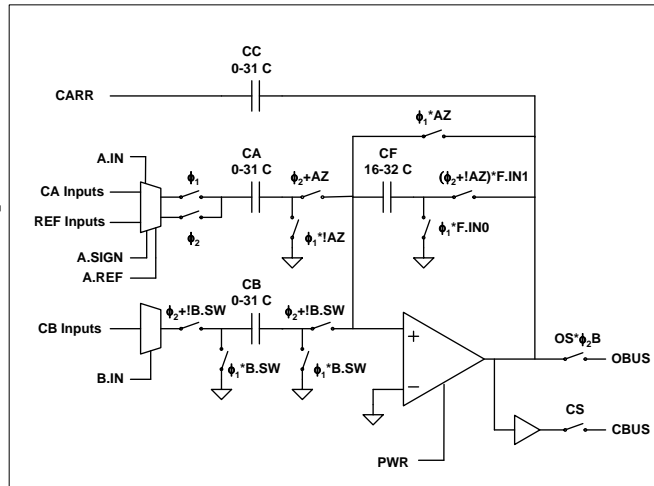 CC
0-31 C
CARR
ϕ1*AZ
A.IN
ϕ1
CA
0-31 C
ϕ2+AZ
CF
16-32 C
(ϕ2+!AZ)*F.IN1
CA Inputs
REF Inputs
ϕ2
ϕ1*!AZ
ϕ1*F.IN0
A.SIGN
A.REF
CB
0-31 C
ϕ2+!B.SW
ϕ2+!B.SW
CB Inputs
+
ϕ1*B.SW
ϕ1*B.SW
OS*ϕ2B
OBUS
B.IN
−
CS
CBUS
PWR